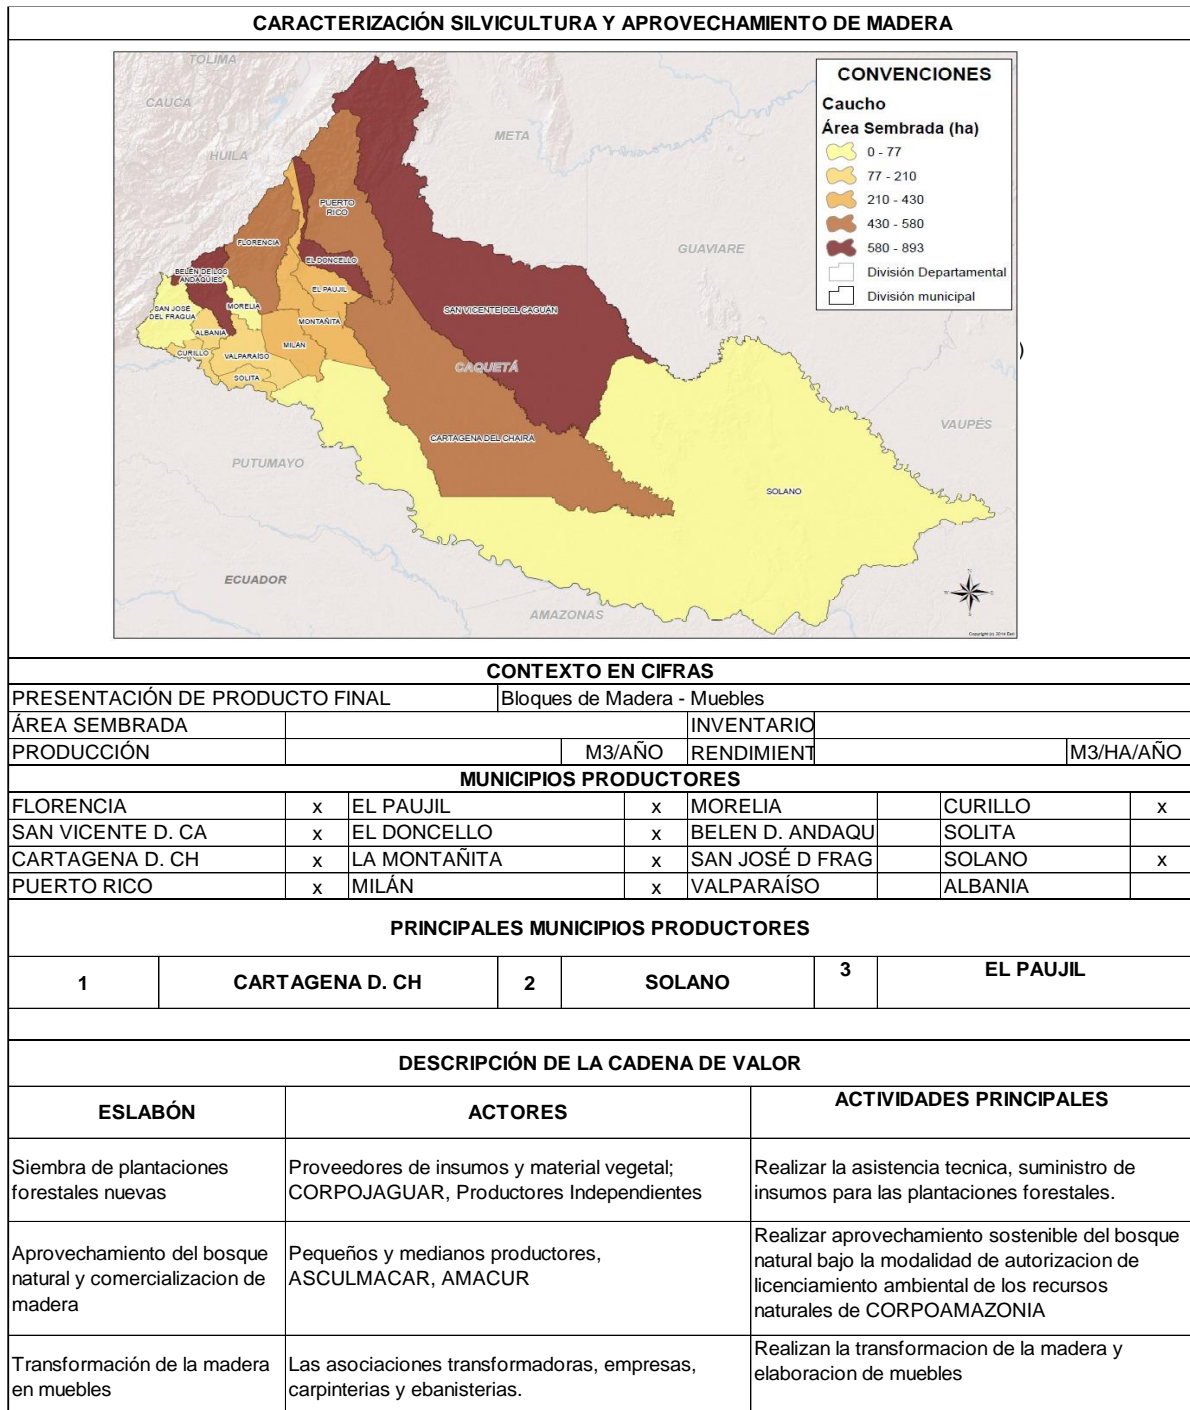 CARACTERIZACIÓN SILVICULTURA Y APROVECHAMIENTO DE MADERA
TOLIMA
CAUCA
HUILA
META
GUAVIARE
VAUPÉS
PUTUMAYO
ECUADOR
AMAZONAS
CAQUETÁ
PUERTO
RICO
FLORENCIA
EL DONCELLO
BELEN DE LOS
ANDAQUIES
EL PAUJIL
SAN JOSÉ
DEL FRAGUA
MORELIA
SAN VICENTE DEL CAGUAN
ALBANIA
MONTAÑITA
MILAN
CURILLO
VALPARAISO
SOLITA
CARTAGENA DEL CHAIRA
SOLANO
CONVENCIONES
Caucho
Área Sembrada (ha)
0 - 77
77 - 210
210 - 430
430 - 580
580 - 893
División Departamental
División municipal
)
Copyright (c) 2014 Esri
CONTEXTO EN CIFRAS
PRESENTACIÓN DE PRODUCTO FINAL Bloques de Madera - Muebles
ÁREA SEMBRADA INVENTARIO
PRODUCCIÓN M3/AÑO RENDIMIENT M3/HA/AÑO
MUNICIPIOS PRODUCTORES
FLORENCIA x EL PAUJIL x MORELIA CURILLO x
SAN VICENTE D. CA x EL DONCELLO x BELEN D. ANDAQU SOLITA
CARTAGENA D. CH x LA MONTAÑITA x SAN JOSÉ D FRAG SOLANO x
PUERTO RICO x MILÁN x VALPARAÍSO ALBANIA
PRINCIPALES MUNICIPIOS PRODUCTORES
1 CARTAGENA D. CH 2 SOLANO 3 EL PAUJIL
DESCRIPCIÓN DE LA CADENA DE VALOR
ESLABÓN ACTORES ACTIVIDADES PRINCIPALES
Siembra de plantaciones
forestales nuevas
Proveedores de insumos y material vegetal;
CORPOJAGUAR, Productores Independientes
Realizar la asistencia tecnica, suministro de
insumos para las plantaciones forestales.
Aprovechamiento del bosque
natural y comercializacion de
madera
Pequeños y medianos productores,
ASCULMACAR, AMACUR
Realizar aprovechamiento sostenible del bosque
natural bajo la modalidad de autorizacion de
licenciamiento ambiental de los recursos
naturales de CORPOAMAZONIA
Transformación de la madera
en muebles
Las asociaciones transformadoras, empresas,
carpinterias y ebanisterias.
Realizan la transformacion de la madera y
elaboracion de muebles